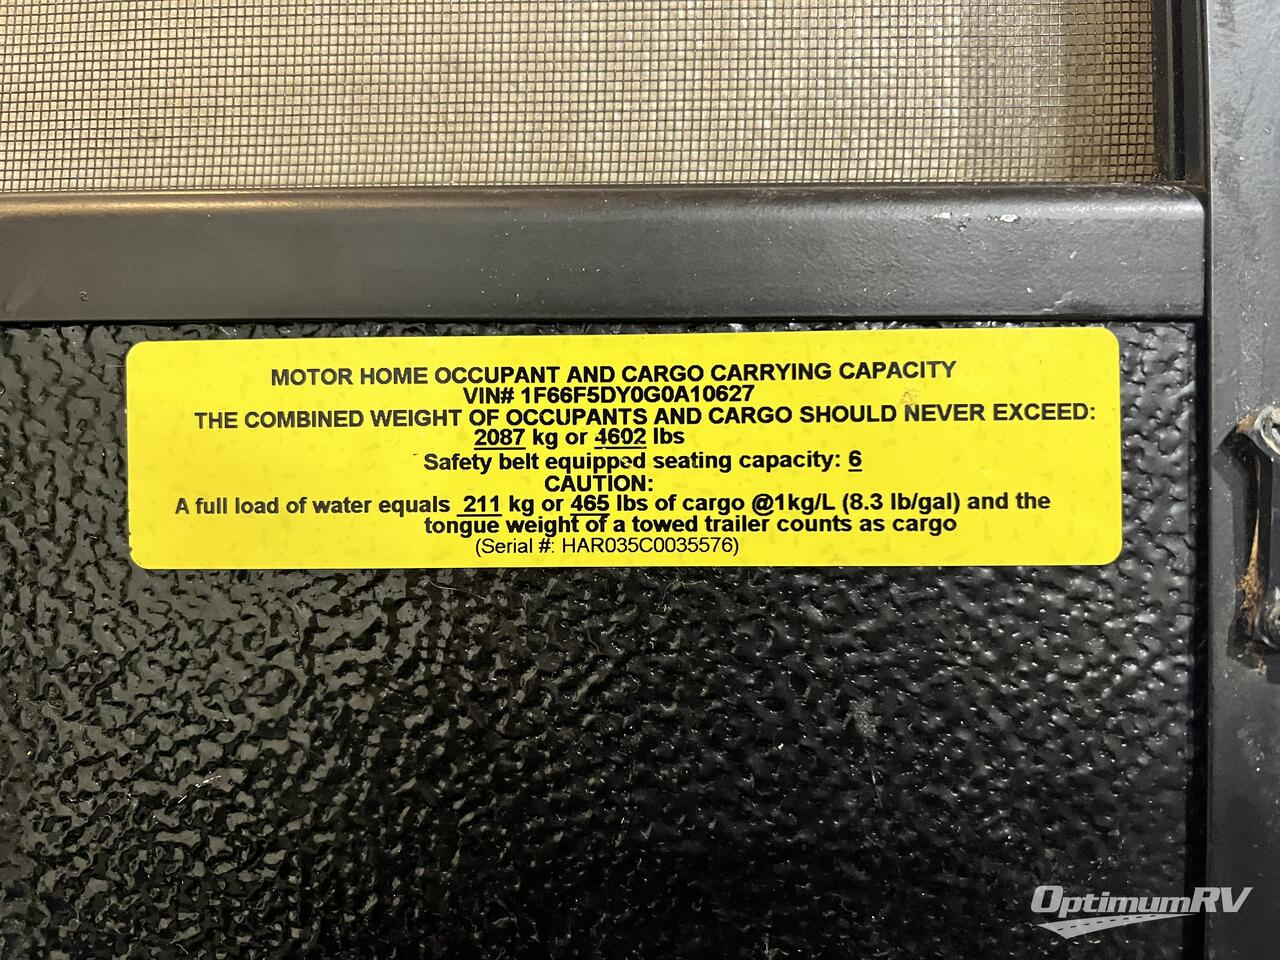 MOTOR HOME OCCUPANT AND CARGO CARRYING CAPACITY
VIN# 1F66F5DY0G0A10627
THE COMBINED WEIGHT OF OCCUPANTS AND CARGO SHOULD NEVER EXCEED:
2087 kg or 4602 lbs
Safety belt equipped seating capacity: 6
CAUTION:
A full load of water equals 211 kg or 465 lbs of cargo @1kg/L (8.3 lb/gal) and the
tongue weight of a towed trailer counts as cargo
(Serial #: HAR035C0035576)
OptimumRV